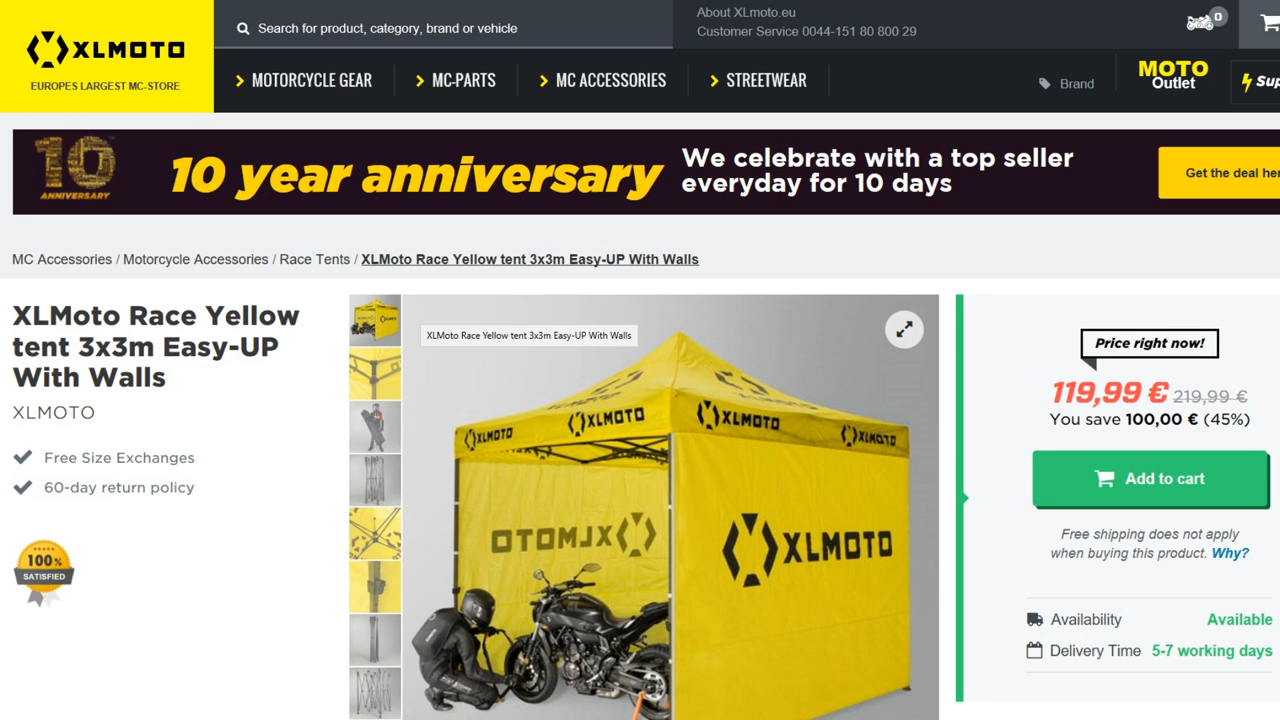 XLMOTO
EUROPES LARGEST MC-STORE
Search for product, category, brand or vehicle
About XLmoto.eu
Customer Service 0044-151 80 800 29
0
MOTORCYCLE GEAR
MC-PARTS
MC ACCESSORIES
STREETWEAR
Brand
MOTO
Outlet
10
ANNIVERSARY
10 year anniversary
We celebrate with a top seller
everyday for 10 days
Get the deal
MC Accessories / Motorcycle Accessories / Race Tents / XLMoto Race Yellow tent 3x3m Easy-UP With Walls
XLMoto Race Yellow
tent 3x3m Easy-UP
With Walls
XLMOTO
Free Size Exchanges
60-day return policy
100%
SATISFIED
XLMoto Race Yellow tent 3x3m Easy-UP With Walls
XLMOTO
XLMOTO
XLMOTO
XLMOTO
XLMOTO
XLMOTO
Price right now!
119,99 € 219,99 €
You save 100,00 € (45%)
Add to cart
Free shipping does not apply
when buying this product. Why?
Availability Available
Delivery Time 5-7 working days